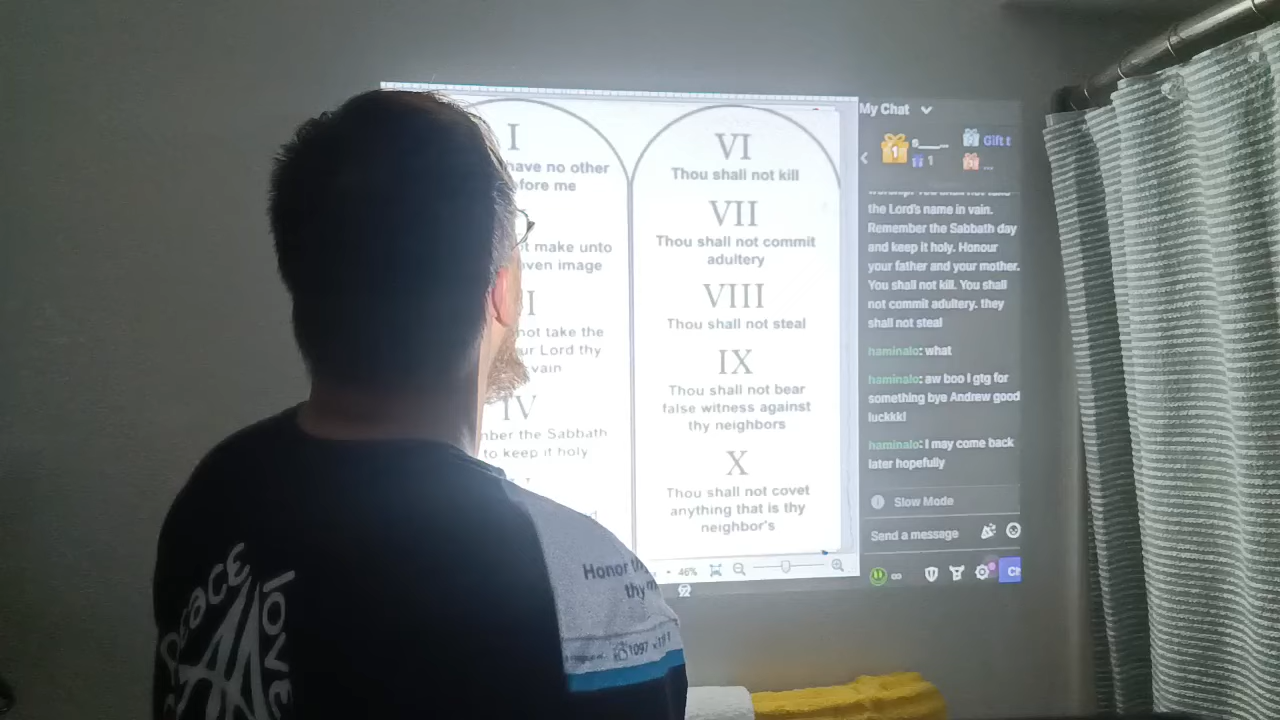 I
have no other
fore me
t make unto
ven image
I
not take the
ur Lord thy
vain
IV
ber the Sabbath
to keep it holy
Honor
thy
1097
VI
Thou shall not kill
VII
Thou shall not commit
adultery
VIII
Thou shall not steal
IX
Thou shall not bear
false witness against
thy neighbors
X
Thou shall not covet
anything that is thy
neighbor's
46%
My Chat
1
1
Gift t
...
the Lord's name in vain.
Remember the Sabbath day
and keep it holy. Honour
your father and your mother.
You shall not kill. You shall
not commit adultery. they
shall not steal
haminalo: what
haminalo: aw boo I gtg for
something bye Andrew good
luckkk!
haminalo: I may come back
later hopefully
Slow Mode
Send a message
Ch
Peace
love